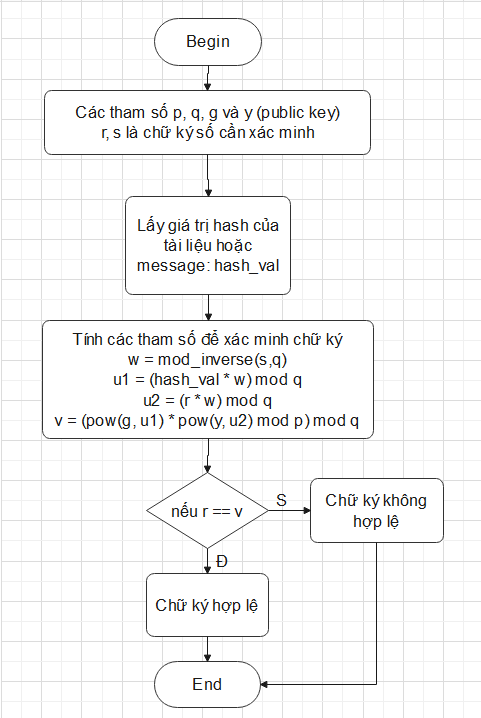 Begin
Các tham số p, q, g và y (public key)
r, s là chữ ký số cần xác minh
Lấy giá trị hash của
tài liệu hoặc
message: hash_val
Tính các tham số để xác minh chữ ký
w = mod_inverse(s,q)
u1 = (hash_val * w) mod q
u2 = (r * w) mod q
v = (pow(g, u1) * pow(y, u2) mod p) mod q
nếu r == v
S
Chữ ký không
hợp lệ
Đ
Chữ ký hợp lệ
End